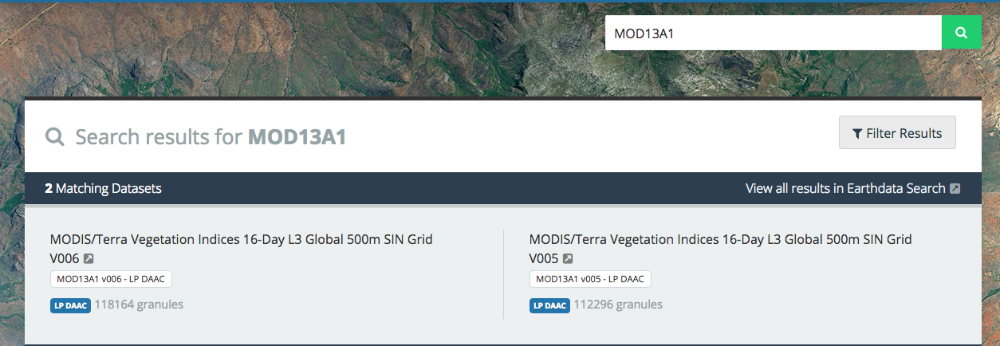 MOD13A1
Search results for MOD13A1
Filter Results
2 Matching Datasets
View all results in Earthdata Search
MODIS/Terra Vegetation Indices 16-Day L3 Global 500m SIN Grid
V006
MOD13A1 v006 - LP DAAC
LP DAAC 118164 granules
MODIS/Terra Vegetation Indices 16-Day L3 Global 500m SIN Grid
V005
MOD13A1 v005 - LP DAAC
LP DAAC 112296 granules